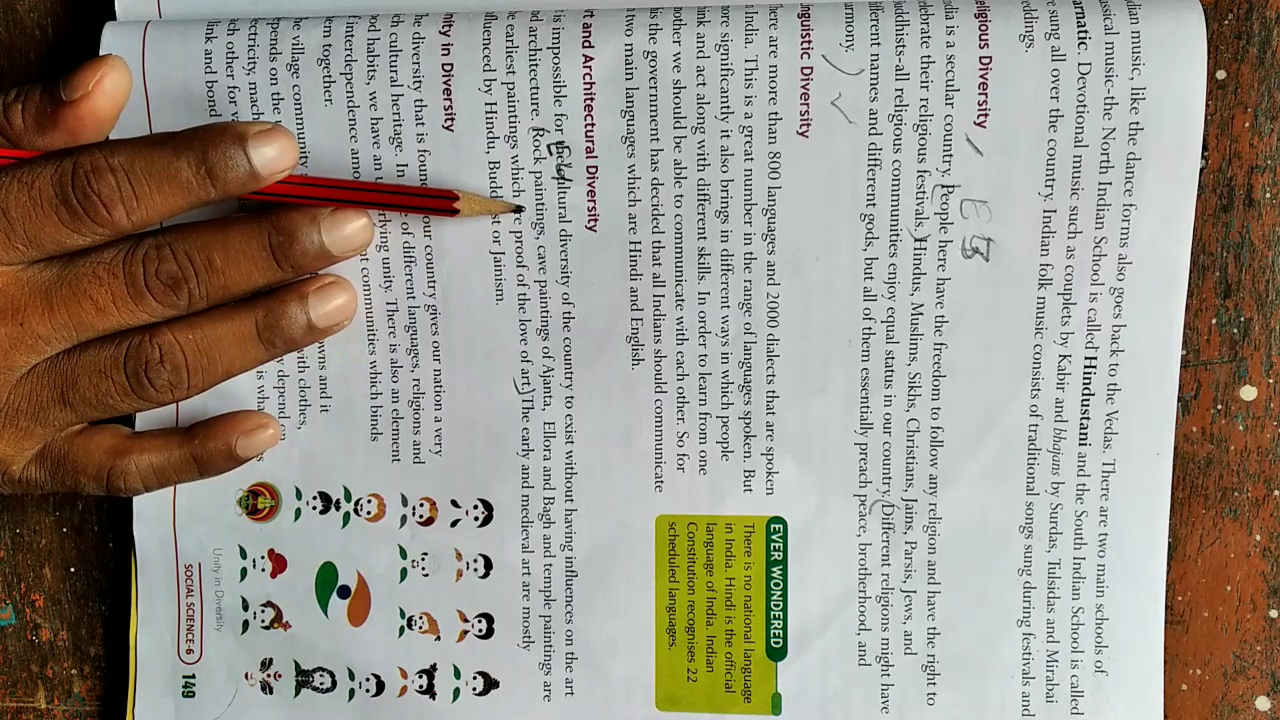 dian music, like the dance forms also goes back to the Vedas. There are two main schools of
ssical music-the North Indian School is called Hindustani and the South Indian School is called
arnatic. Devotional music such as couplets by Kabir and bhajans by Surdas, Tulsidas and Mirabai
e sung all over the country. Indian folk music consists of traditional songs sung during festivals and
eddings.
eligious Diversity
dia is a secular country. People here have the freedom to follow any religion and have the right to
elebrate their religious festivals. Hindus, Muslims, Sikhs, Christians, Jains, Parsis, Jews, and
uddhists-all religious communities enjoy equal status in our country. Different religions might have
ifferent names and different gods, but all of them essentially preach peace, brotherhood, and
armony.
nguistic Diversity
here are more than 800 languages and 2000 dialects that are spoken
India. This is a great number in the range of languages spoken. But
ore significantly it also brings in different ways in which people
ink and act along with different skills. In order to learn from one
nother we should be able to communicate with each other. So for
is the government has decided that all Indians should communicate
two main languages which are Hindi and English.
EVER WONDERED
There is no national language
in India. Hindi is the official
language of India. Indian
Constitution recognises 22
scheduled languages.
rt and Architectural Diversity
is impossible for the cultural diversity of the country to exist without having influences on the art
nd architecture. Rock paintings, cave paintings of Ajanta, Ellora and Bagh and temple paintings are
e earliest paintings which are proof of the love of art. The early and medieval art are mostly
fluenced by Hindu, Budd st or Jainism.
nity in Diversity
he diversity that is foun our country gives our nation a very
ch cultural heritage. In of different languages, religions and
od habits, we have an u rlying unity. There is also an element
f interdependence amo nt communities which binds
em together.
he village community wns and it
pends on the with clothes,
ectricity, mach y depend on
ch other for is wha
link and bond
Unity in Diversity
SOCIAL SCIENCE-6
149